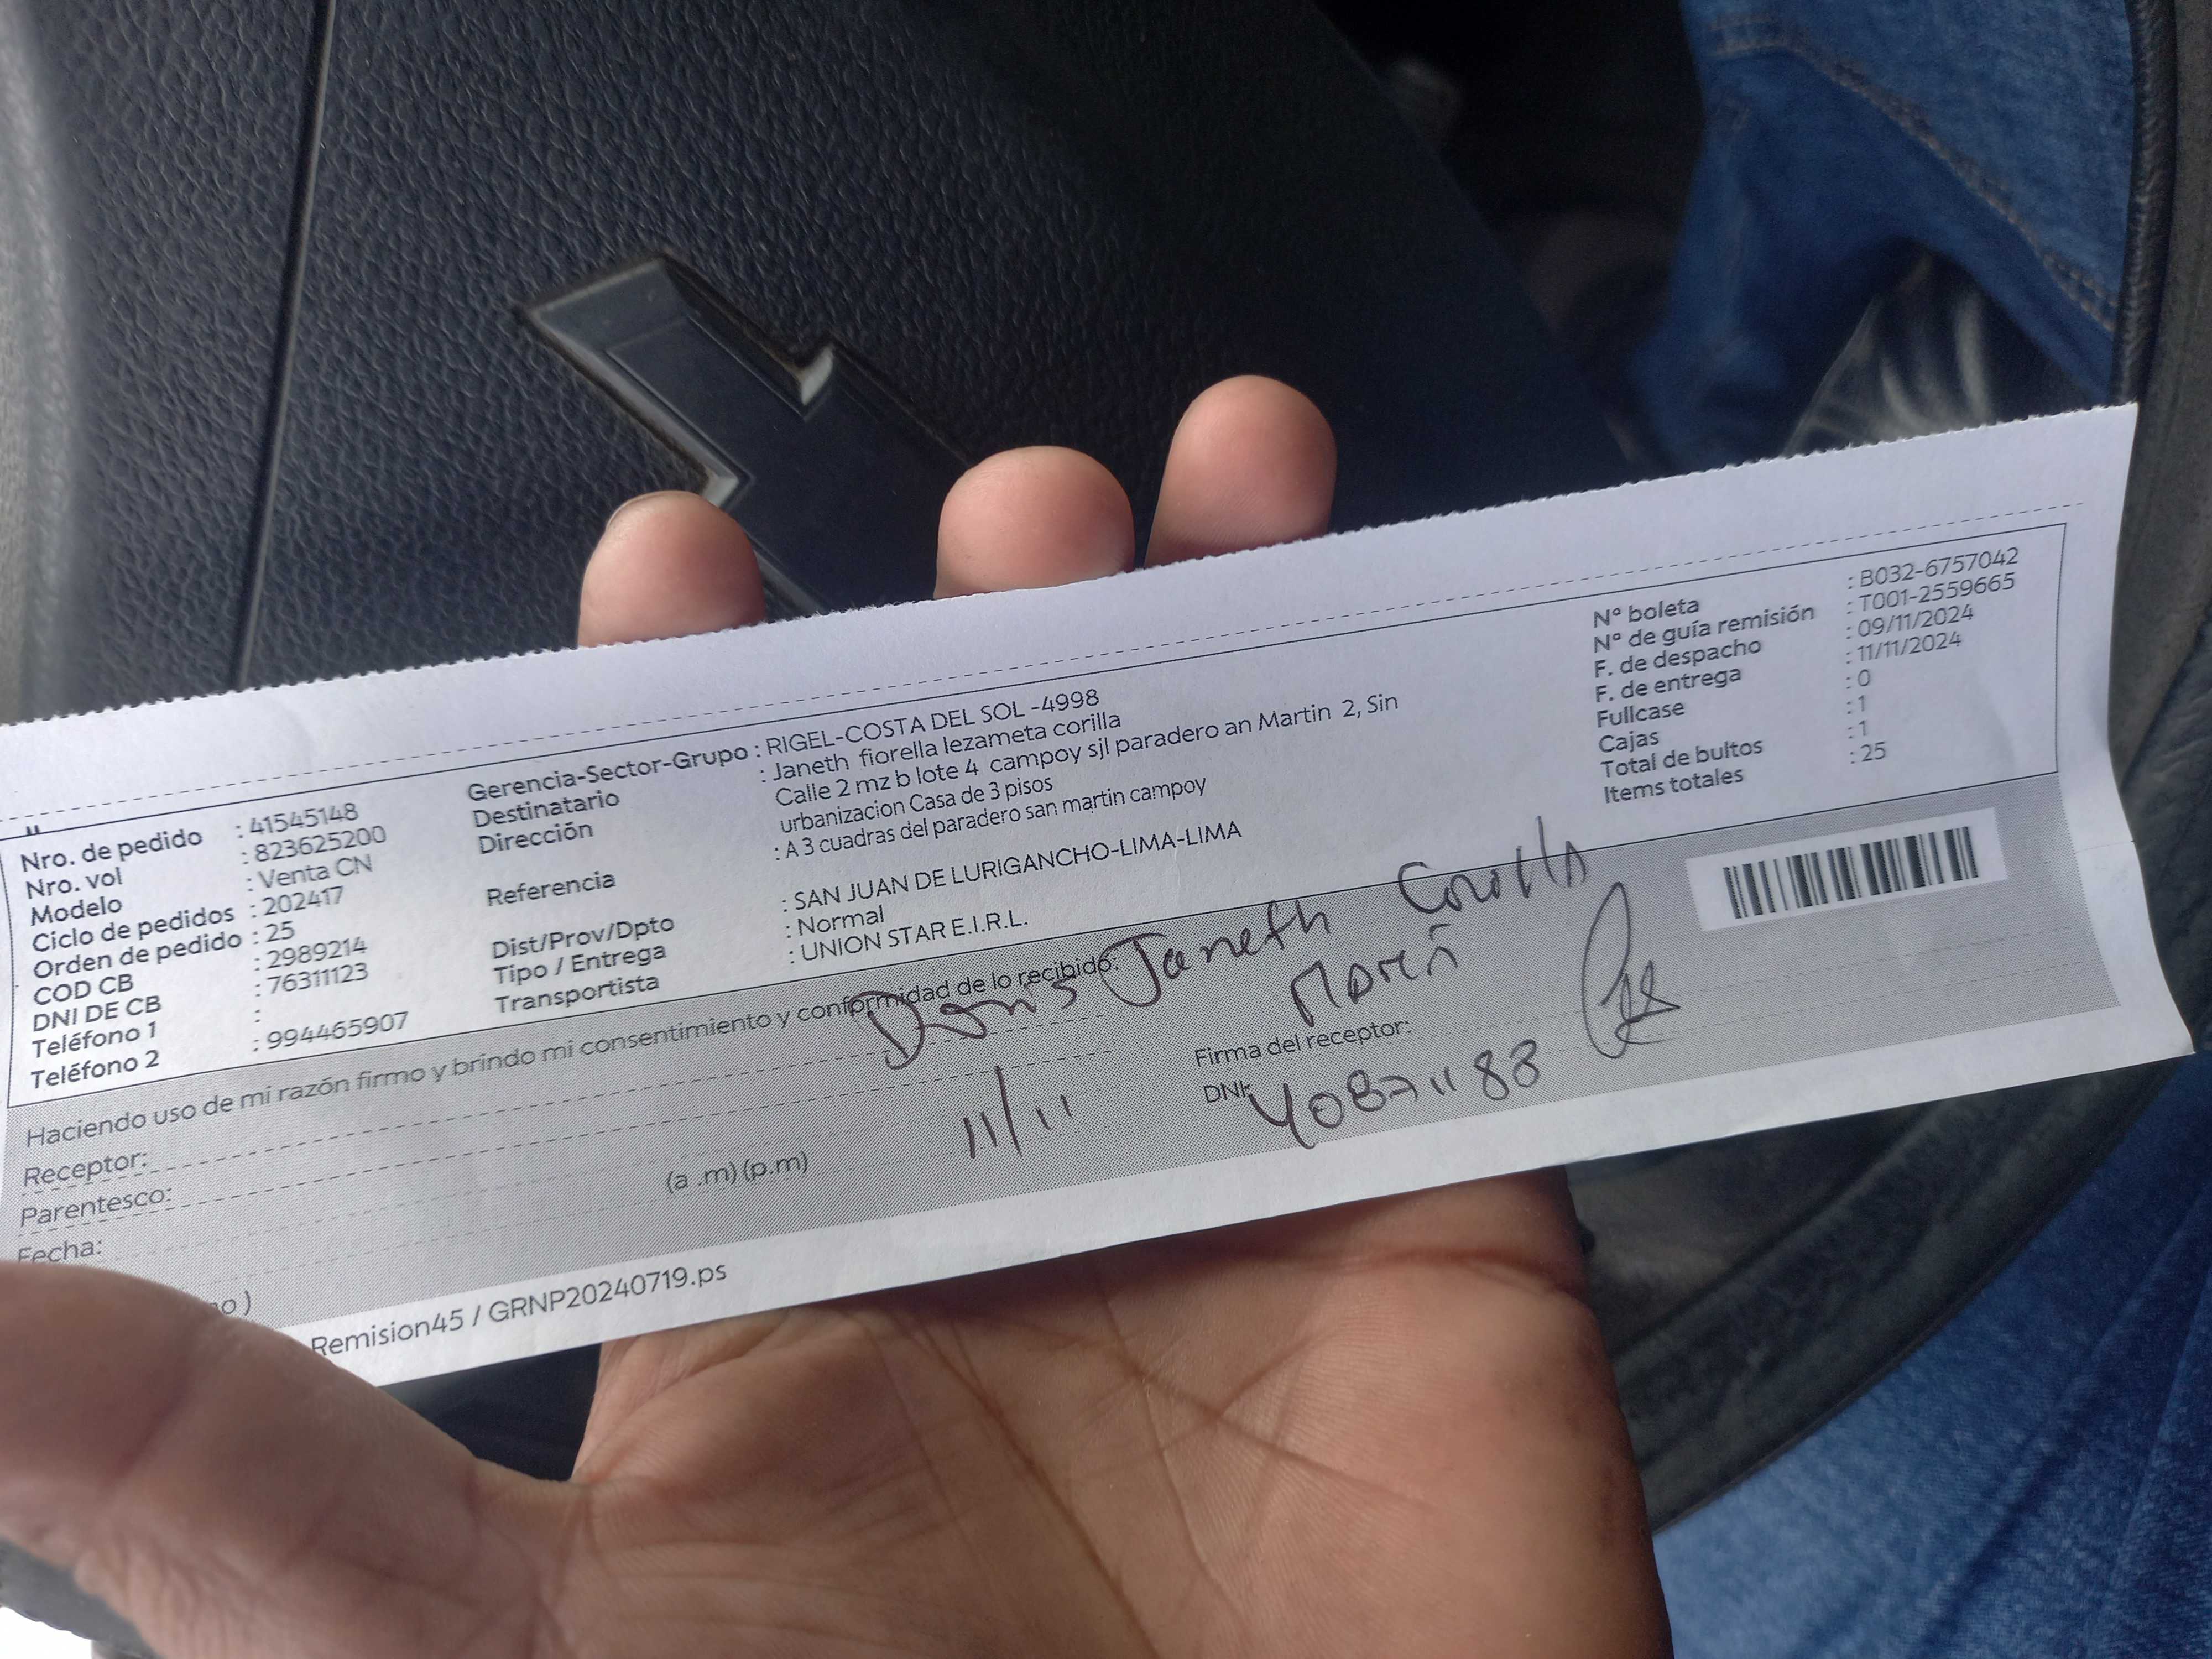 Nro. de pedido : 41545148
Nro. vol : 823625200
Modelo : Venta CN
Ciclo de pedidos : 202417
Orden de pedido : 25
COD CB : 2989214
DNI DE CB : 76311123
Teléfono 1 :
Teléfono 2 : 994465907
Gerencia-Sector-Grupo : RIGEL-COSTA DEL SOL -4998
Destinatario : Janeth fiorella lezameta corilla
Dirección Calle 2 mz b lote 4 campoy sjl paradero an Martin 2, Sin
urbanizacion Casa de 3 pisos
Referencia : A 3 cuadras del paradero san martin campoy
Dist/Prov/Dpto : SAN JUAN DE LURIGANCHO-LIMA-LIMA
Tipo / Entrega : Normal
Transportista : UNION STAR E.I.R.L.
N° boleta : B032-6757042
N° de guía remisión : T001-2559665
F. de despacho : 09/11/2024
F. de entrega : 11/11/2024
Fullcase : 0
Cajas : 1
Total de bultos : 1
Items totales : 25
Haciendo uso de mi razón firmo y brindo mi consentimiento y conformidad de lo recibido:
Receptor: Janeth Corilla
Parentesco:
Fecha: 11/11
(a .m) (p.m)
Firma del receptor:
DNI: 40871188
Remision45 / GRNP20240719.ps